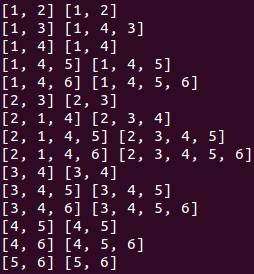 [1, 2] [1, 2]
[1, 3] [1, 4, 3]
[1, 4] [1, 4]
[1, 4, 5] [1, 4, 5]
[1, 4, 6] [1, 4, 5, 6]
[2, 3] [2, 3]
[2, 1, 4] [2, 3, 4]
[2, 1, 4, 5] [2, 3, 4, 5]
[2, 1, 4, 6] [2, 3, 4, 5, 6]
[3, 4] [3, 4]
[3, 4, 5] [3, 4, 5]
[3, 4, 6] [3, 4, 5, 6]
[4, 5] [4, 5]
[4, 6] [4, 5, 6]
[5, 6] [5, 6]